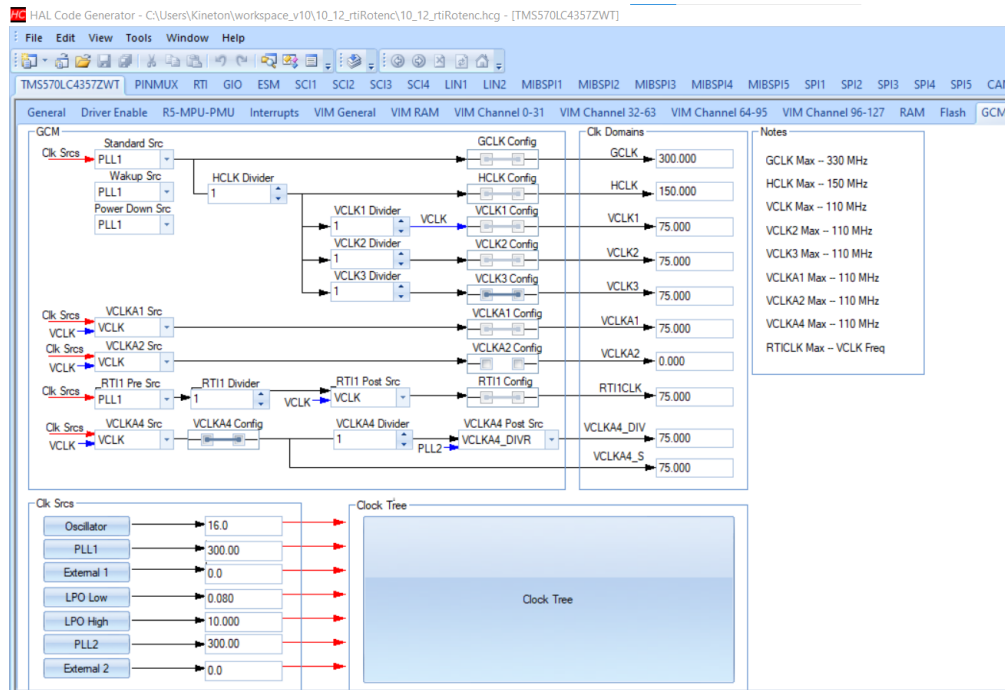 HC HAL Code Generator - C:\Users\Kineton\workspace_v10\10_12_rtiRotenc\10_12_rtiRotenc.hcg - [TMS570LC4357ZWT]
File Edit View Tools Window Help
TMS570LC4357ZWT PINMUX RTI GIO ESM SCI1 SCI2 SCI3 SCI4 LIN1 LIN2 MIBSPI1 MIBSPI2 MIBSPI3 MIBSPI4 MIBSPI5 SPI1 SPI2 SPI3 SPI4 SPI5 CAN
General Driver Enable R5-MPU-PMU Interrupts VIM General VIM RAM VIM Channel 0-31 VIM Channel 32-63 VIM Channel 64-95 VIM Channel 96-127 RAM Flash GCM
GCM
Clk Srcs
Standard Src
PLL1
Wakup Src
PLL1
Power Down Src
PLL1
HCLK Divider
1
VCLK1 Divider
1
VCLK
VCLK2 Divider
1
VCLK3 Divider
1
GCLK Config
HCLK Config
VCLK1 Config
VCLK2 Config
VCLK3 Config
Clk Srcs
VCLK
VCLKA1 Src
VCLK
VCLKA1 Config
Clk Srcs
VCLK
VCLKA2 Src
VCLK
VCLKA2 Config
Clk Srcs
_RTI1 Pre Src
PLL1
_RTI1 Divider
1
VCLK
_RTI1 Post Src
VCLK
RTI1 Config
Clk Srcs
VCLK
VCLKA4 Src
VCLK
VCLKA4 Config
VCLKA4 Divider
1
PLL2
VCLKA4 Post Src
VCLKA4_DIVR
Clk Domains
GCLK 300.000
HCLK 150.000
VCLK1 75.000
VCLK2 75.000
VCLK3 75.000
VCLKA1 75.000
VCLKA2 0.000
RTI1CLK 75.000
VCLKA4_DIV 75.000
VCLKA4_S 75.000
Notes
GCLK Max -- 330 MHz
HCLK Max -- 150 MHz
VCLK Max -- 110 MHz
VCLK2 Max -- 110 MHz
VCLK3 Max -- 110 MHz
VCLKA1 Max -- 110 MHz
VCLKA2 Max -- 110 MHz
VCLKA4 Max -- 110 MHz
RTICLK Max -- VCLK Freq
Clk Srcs
Oscillator 16.0
PLL1 300.00
External 1 0.0
LPO Low 0.080
LPO High 10.000
PLL2 300.00
External 2 0.0
Clock Tree
Clock Tree